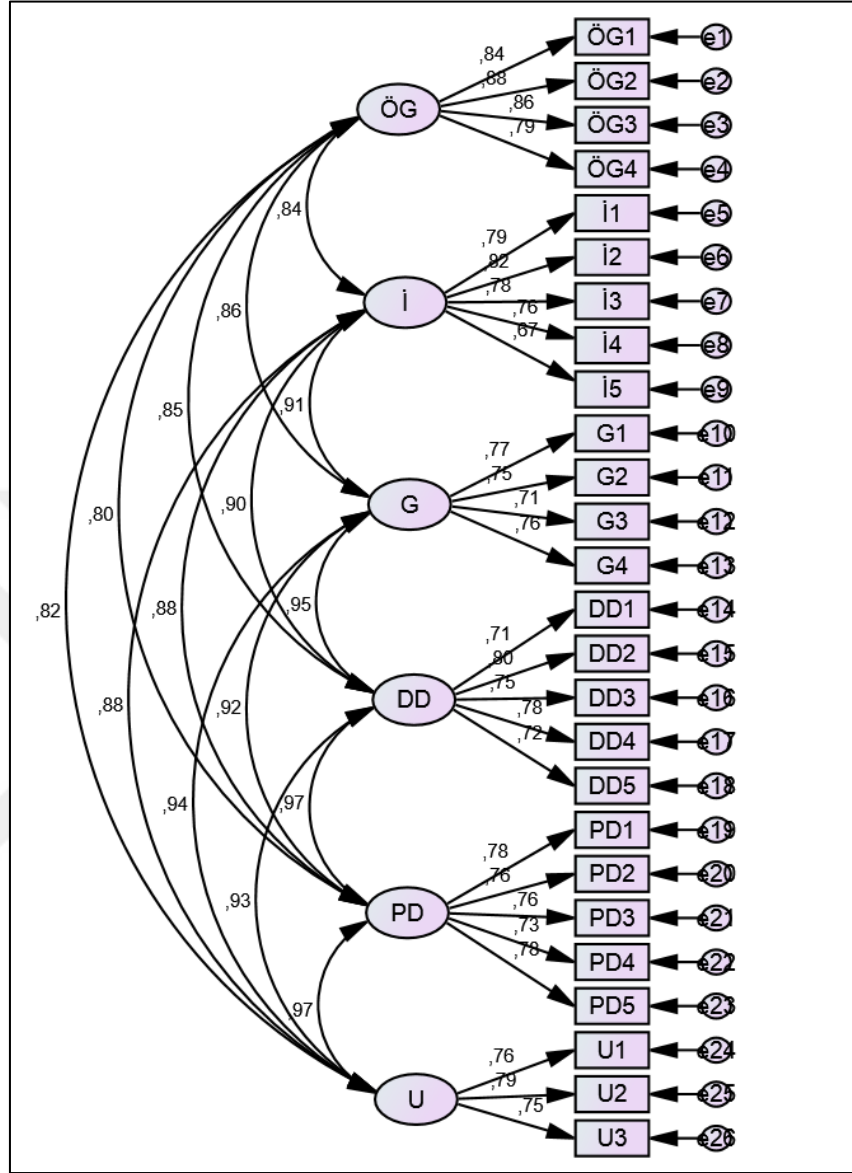 ÖG1
e1
,84
,88
ÖG2
e2
,86
ÖG
ÖG3
e3
,79
ÖG4
e4
,84
İ1
e5
,79
,82
İ2
e6
,78
İ
İ3
e7
,76
,86
İ4
e8
,67
İ5
e9
,91
,85
G1
e10
,77
,75
G2
e11
,71
,90
G
G3
e12
,80
,76
G4
e13
,88
,95
,82
DD1
e14
,71
,80
DD2
e15
,75
DD
DD3
e16
,88
,92
,78
DD4
e17
,72
DD5
e18
,94
,97
PD1
e19
,78
,76
PD2
e20
,93
,76
PD
PD3
e21
,73
PD4
e22
,78
PD5
e23
,97
U1
e24
,76
,79
U
U2
e25
,75
U3
e26